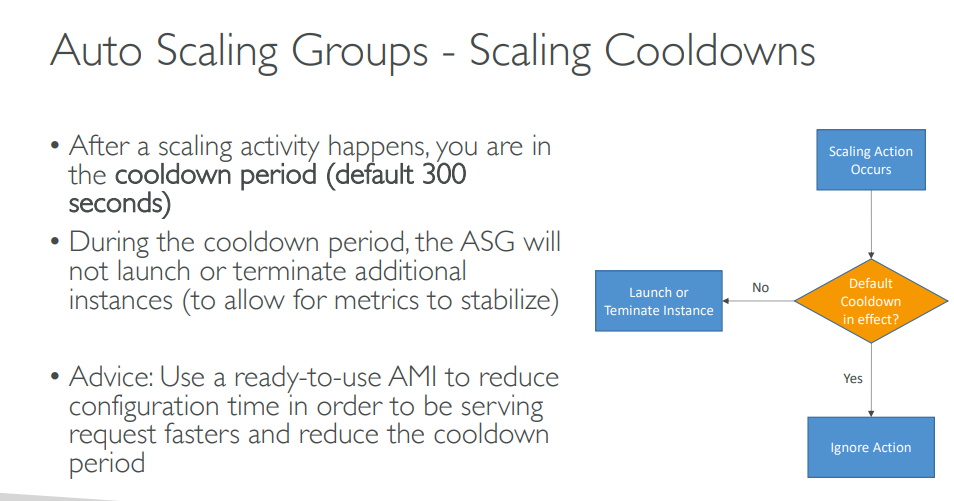 Auto Scaling Groups - Scaling Cooldowns
• After a scaling activity happens, you are in
the cooldown period (default 300
seconds)
• During the cooldown period, the ASG will
not launch or terminate additional
instances (to allow for metrics to stabilize)
• Advice: Use a ready-to-use AMI to reduce
configuration time in order to be serving
request fasters and reduce the cooldown
period
Scaling Action
Occurs
Default
Cooldown
in effect?
No
Launch or
Teminate Instance
Yes
Ignore Action